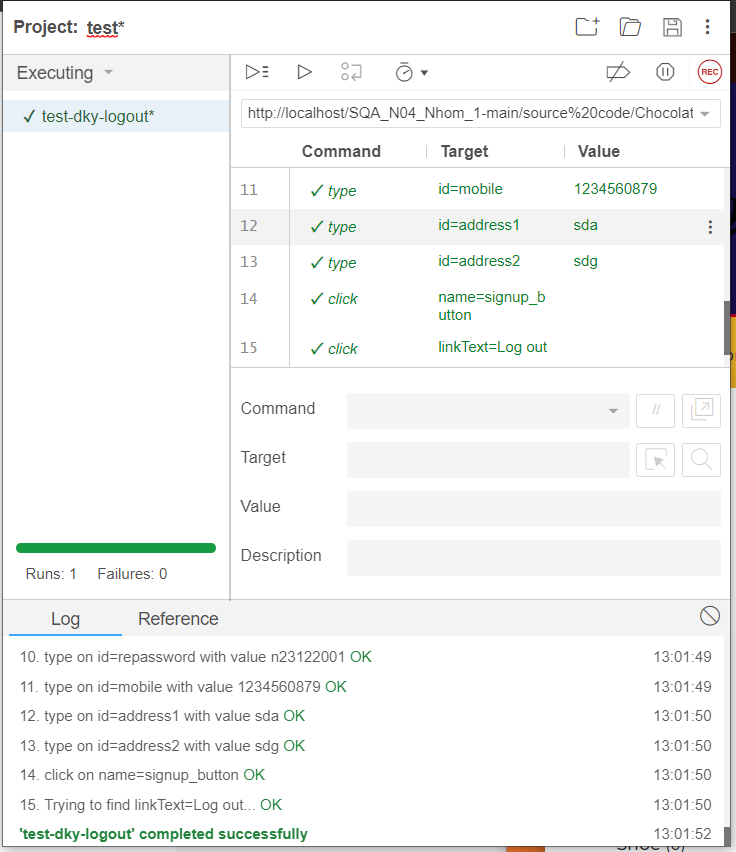 Project: test*
Executing
✓ test-dky-logout*
REC
http://localhost/SQA_N04_Nhom_1-main/source%20code/Chocolat
Command Target Value
11 ✓ type id=mobile 1234560879
12 ✓ type id=address1 sda
13 ✓ type id=address2 sdg
14 ✓ click name=signup_b
utton
15 ✓ click linkText=Log out
Command //
Target
Value
Description
Runs: 1 Failures: 0
Log Reference
10. type on id=repassword with value n23122001 OK 13:01:49
11. type on id=mobile with value 1234560879 OK 13:01:49
12. type on id=address1 with value sda OK 13:01:50
13. type on id=address2 with value sdg OK 13:01:50
14. click on name=signup_button OK 13:01:50
15. Trying to find linkText=Log out... OK 13:01:50
'test-dky-logout' completed successfully 13:01:52